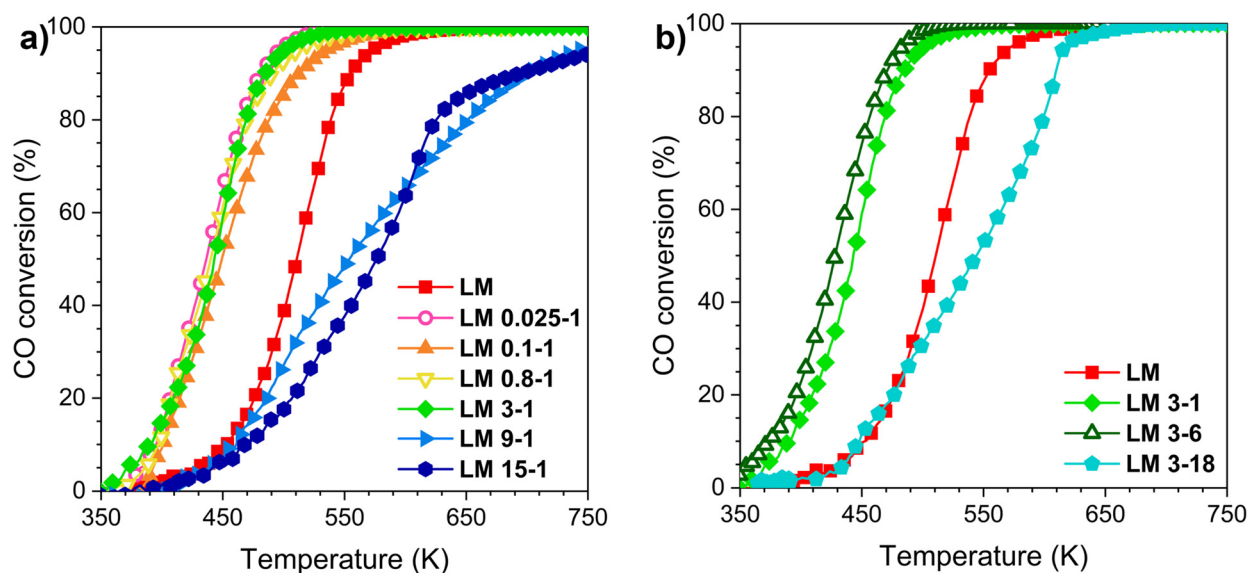 a)
CO conversion (%)
100
80
60
40
20
0
LM
LM 0.025-1
LM 0.1-1
LM 0.8-1
LM 3-1
LM 9-1
LM 15-1
350 450 550 650 750
Temperature (K)
b)
CO conversion (%)
100
80
60
40
20
0
LM
LM 3-1
LM 3-6
LM 3-18
350 450 550 650 750
Temperature (K)